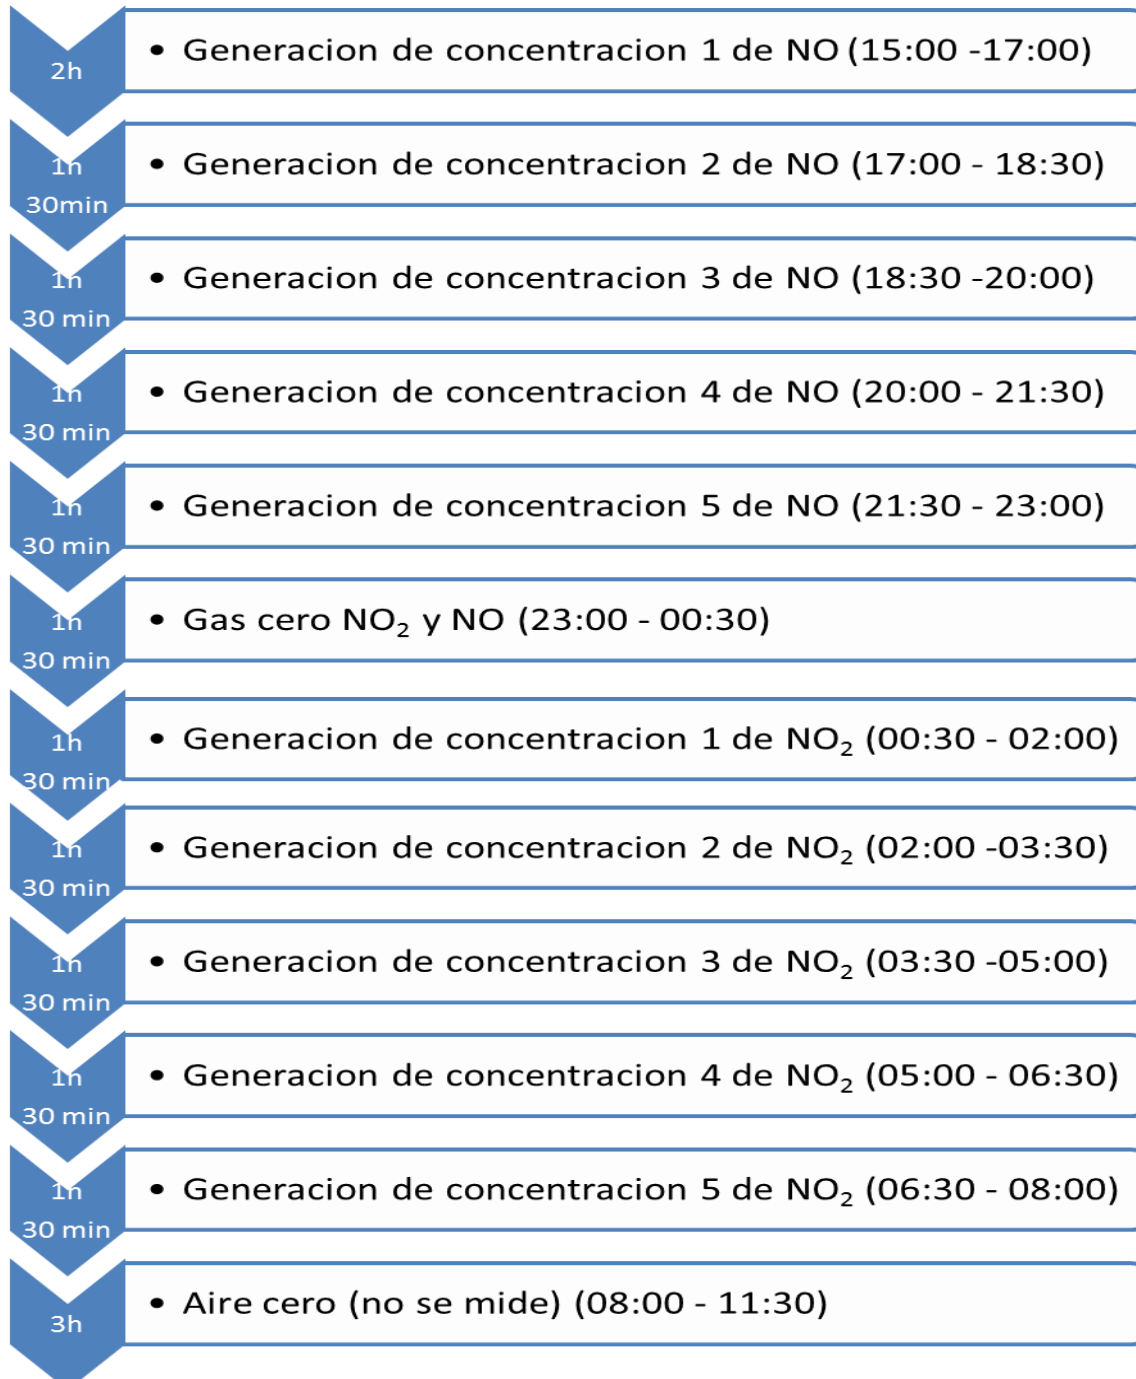 2h
• Generacion de concentracion 1 de NO (15:00 -17:00)
1h
30min
• Generacion de concentracion 2 de NO (17:00 - 18:30)
1h
30 min
• Generacion de concentracion 3 de NO (18:30 -20:00)
1h
30 min
• Generacion de concentracion 4 de NO (20:00 - 21:30)
1h
30 min
• Generacion de concentracion 5 de NO (21:30 - 23:00)
1h
30 min
• Gas cero NO₂ y NO (23:00 - 00:30)
1h
30 min
• Generacion de concentracion 1 de NO₂ (00:30 - 02:00)
1h
30 min
• Generacion de concentracion 2 de NO₂ (02:00 -03:30)
1h
30 min
• Generacion de concentracion 3 de NO₂ (03:30 -05:00)
1h
30 min
• Generacion de concentracion 4 de NO₂ (05:00 - 06:30)
1h
30 min
• Generacion de concentracion 5 de NO₂ (06:30 - 08:00)
3h
• Aire cero (no se mide) (08:00 - 11:30)